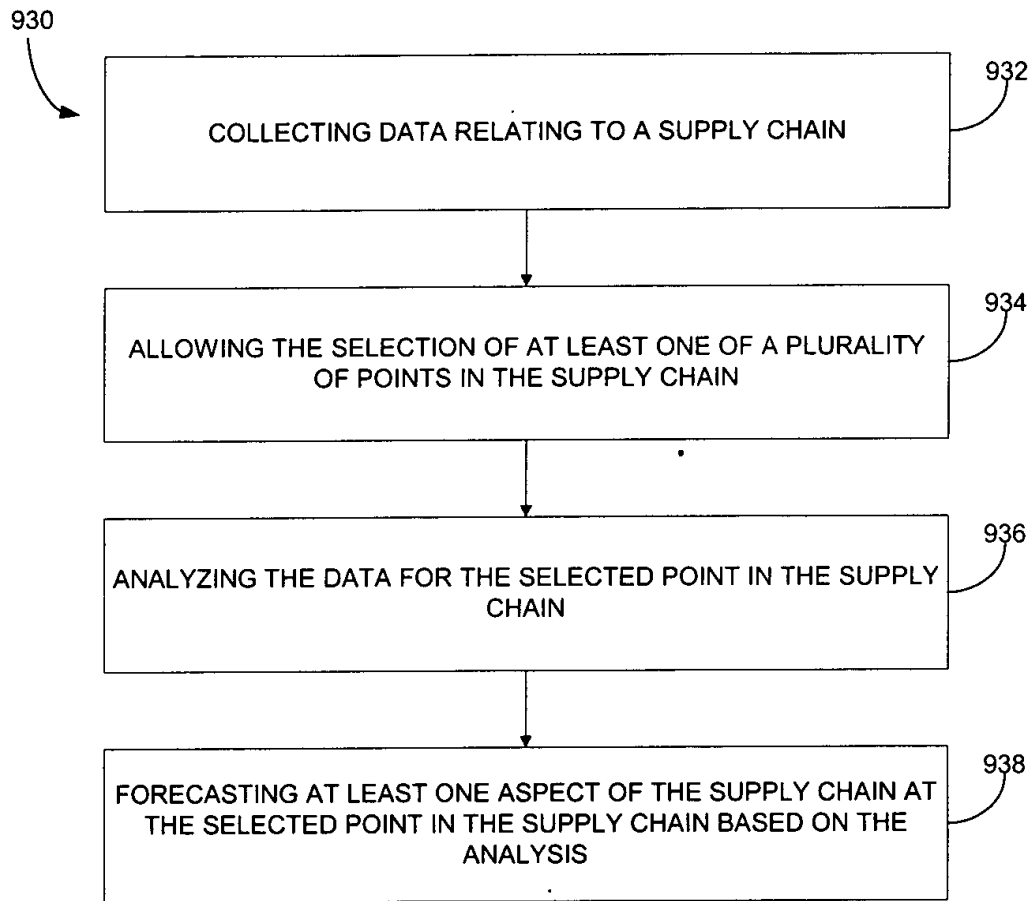 930
932
COLLECTING DATA RELATING TO A SUPPLY CHAIN
934
ALLOWING THE SELECTION OF AT LEAST ONE OF A PLURALITY
OF POINTS IN THE SUPPLY CHAIN
936
ANALYZING THE DATA FOR THE SELECTED POINT IN THE SUPPLY
CHAIN
938
FORECASTING AT LEAST ONE ASPECT OF THE SUPPLY CHAIN AT
THE SELECTED POINT IN THE SUPPLY CHAIN BASED ON THE
ANALYSIS